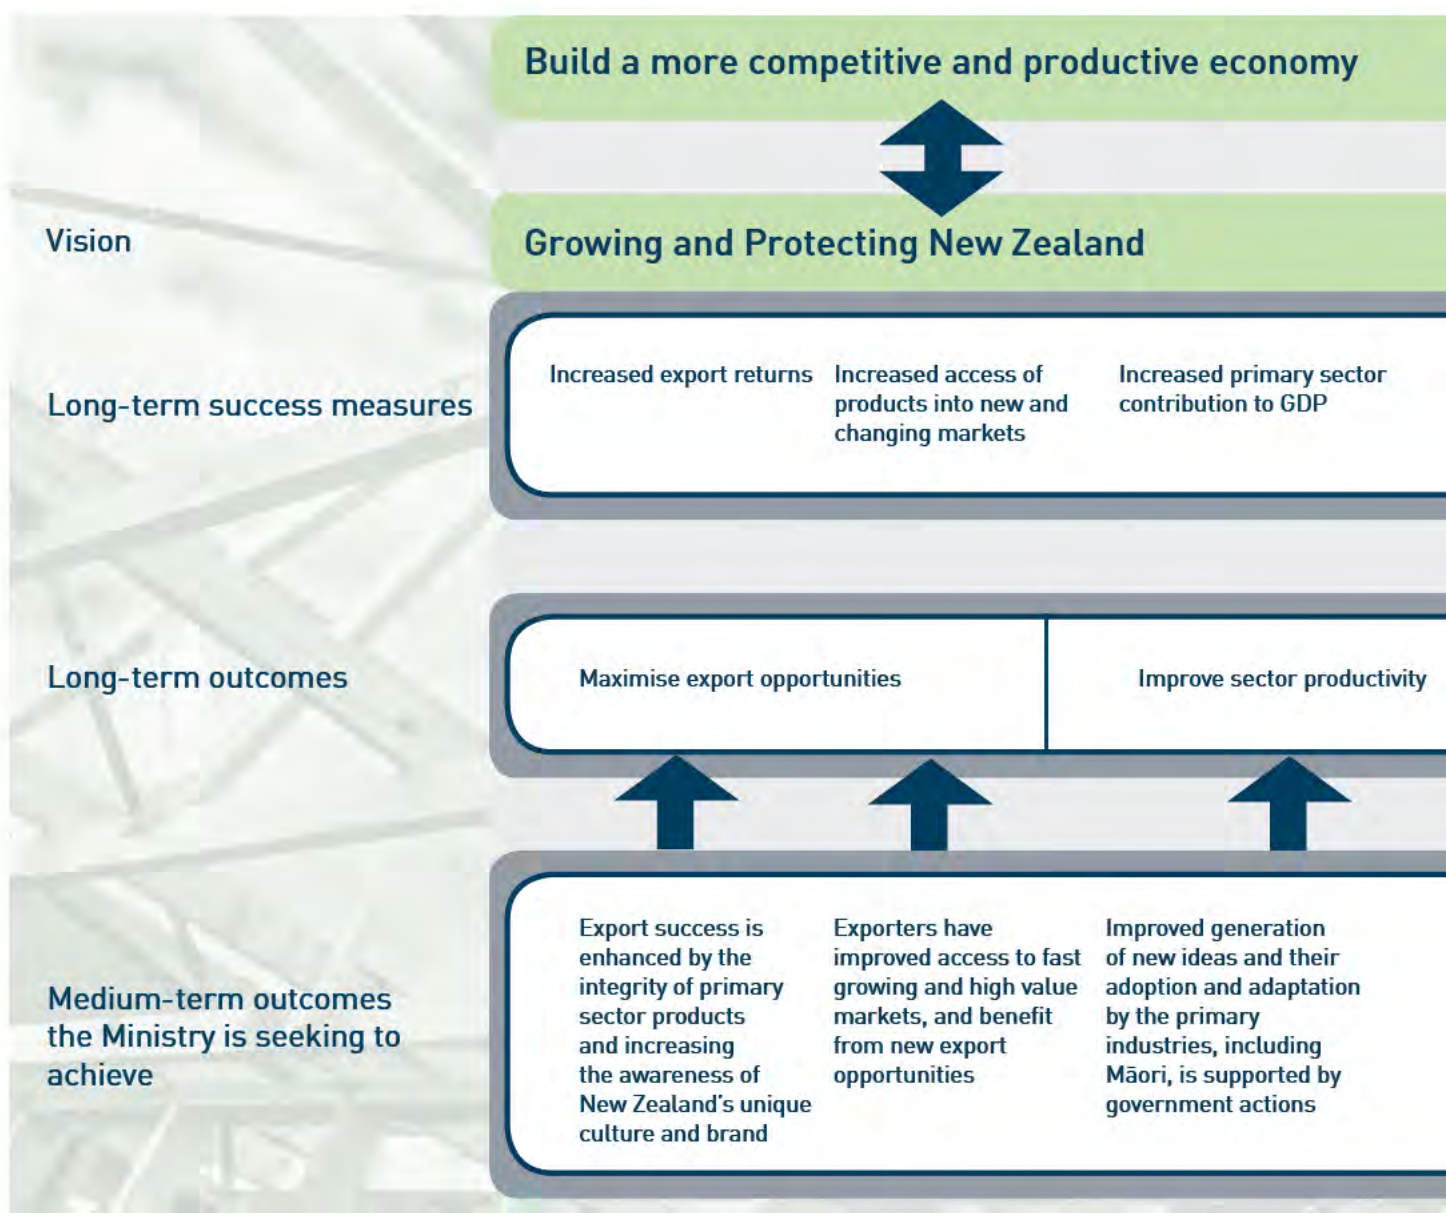 Build a more competitive and productive economy
Vision
Growing and Protecting New Zealand
Long-term success measures
Increased export returns
Increased access of
products into new and
changing markets
Increased primary sector
contribution to GDP
Long-term outcomes
Maximise export opportunities
Improve sector productivity
Medium-term outcomes
the Ministry is seeking to
achieve
Export success is
enhanced by the
integrity of primary
sector products
and increasing
the awareness of
New Zealand's unique
culture and brand
Exporters have
improved access to fast
growing and high value
markets, and benefit
from new export
opportunities
Improved generation
of new ideas and their
adoption and adaptation
by the primary
industries, including
Māori, is supported by
government actions